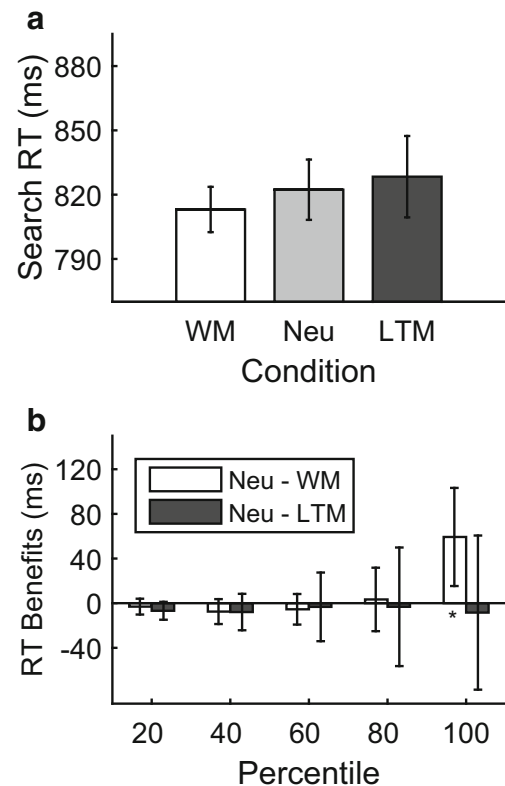 a
Search RT (ms)
880
850
820
790
WM Neu LTM
Condition
b
RT Benefits (ms)
120
80
40
0
-40
Neu - WM
Neu - LTM
*
20 40 60 80 100
Percentile